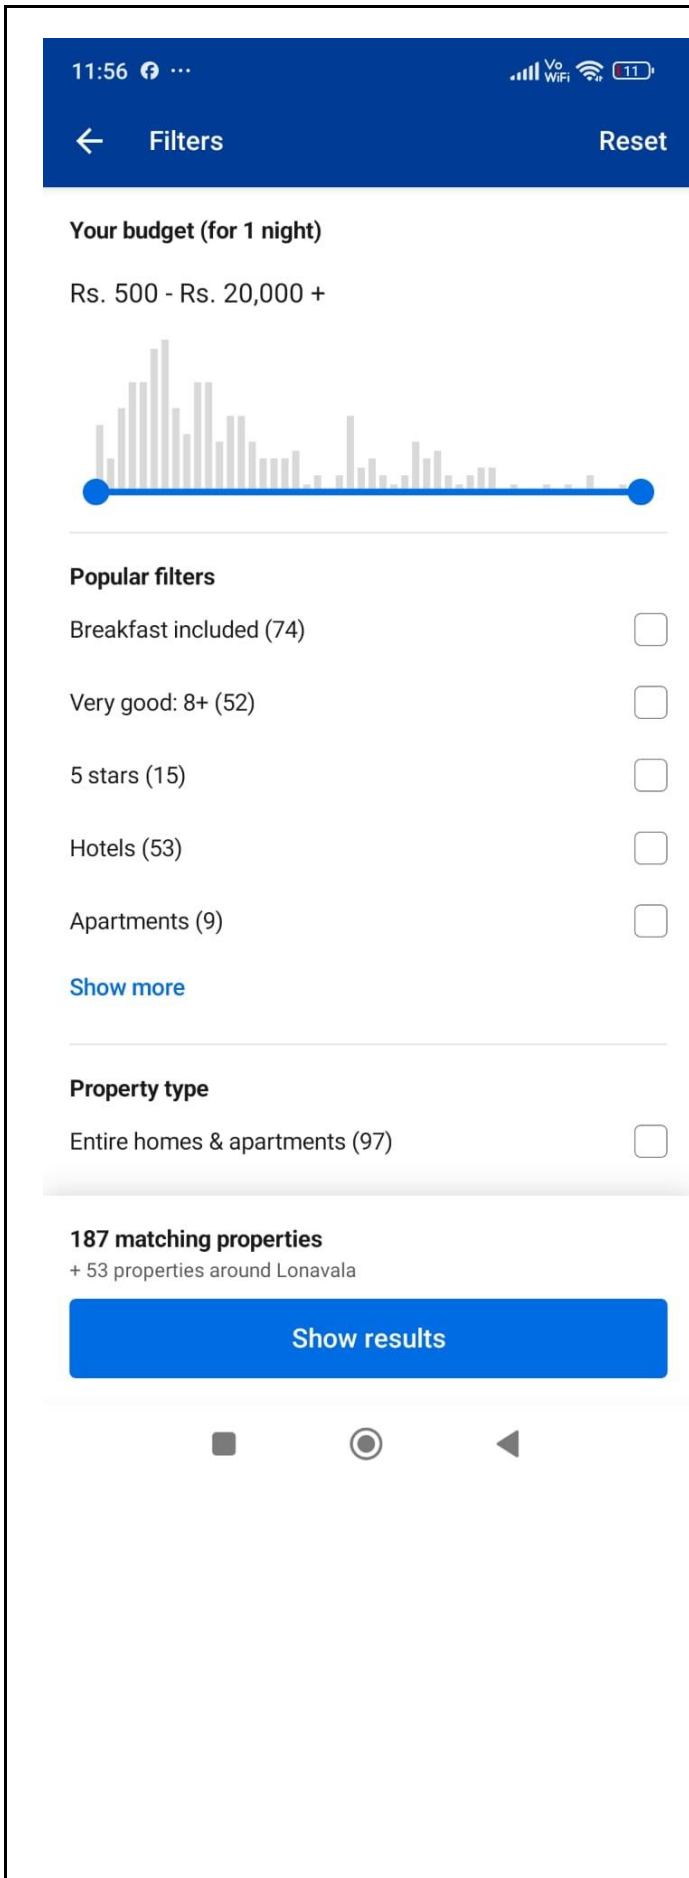 11:56 ...
Vo
WiFi
11
Filters
Reset
Your budget (for 1 night)
Rs. 500 - Rs. 20,000 +
Popular filters
Breakfast included (74)
Very good: 8+ (52)
5 stars (15)
Hotels (53)
Apartments (9)
Show more
Property type
Entire homes & apartments (97)
187 matching properties
+ 53 properties around Lonavala
Show results